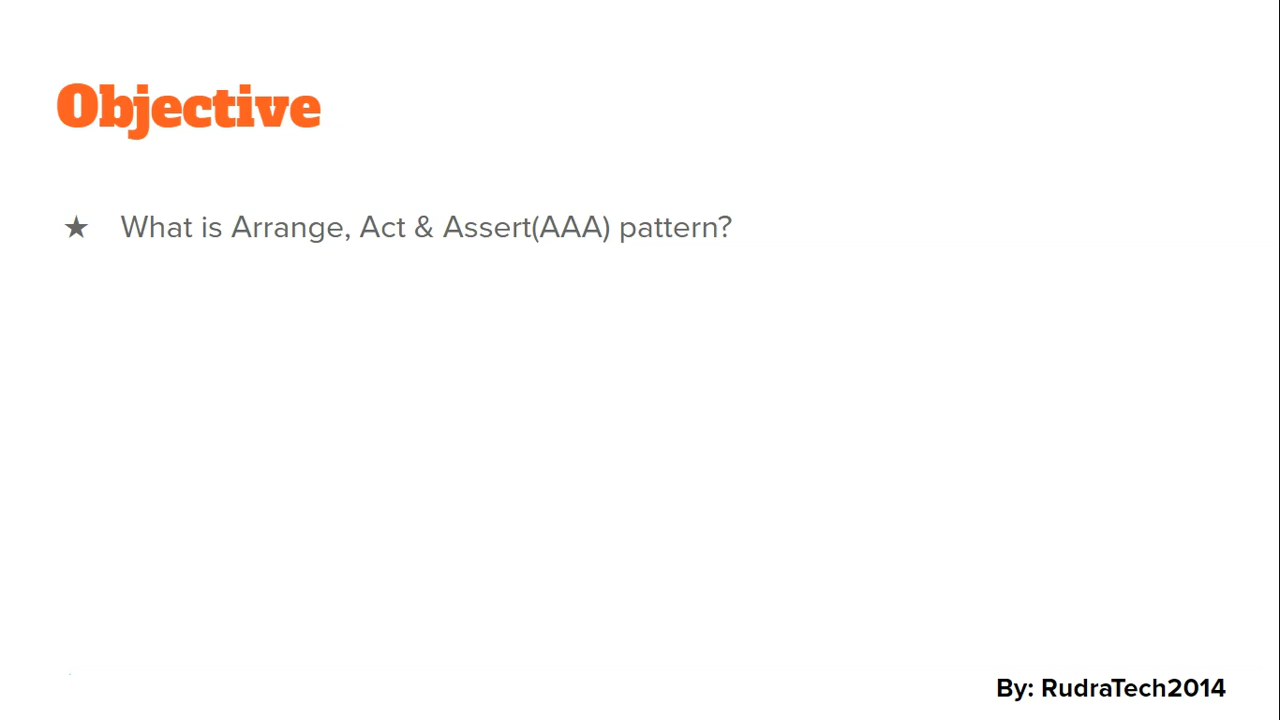 Objective
★ What is Arrange, Act & Assert(AAA) pattern?
By: RudraTech2014